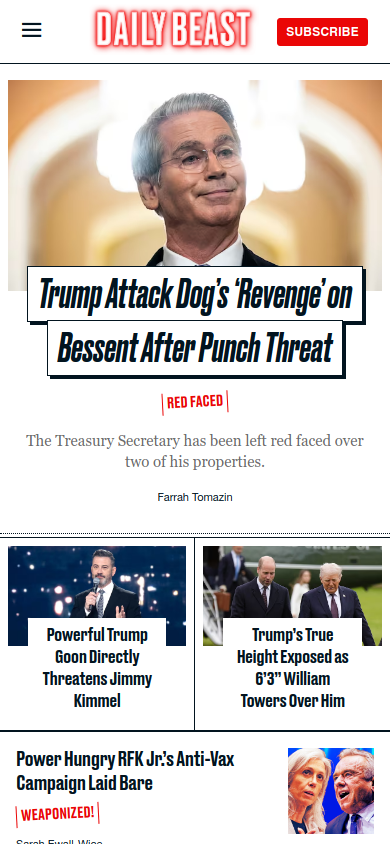 DAILY BEAST
SUBSCRIBE
Trump Attack Dog’s ‘Revenge’ on
Bessent After Punch Threat
RED FACED
The Treasury Secretary has been left red faced over
two of his properties.
Farrah Tomazin
Powerful Trump
Goon Directly
Threatens Jimmy
Kimmel
Trump’s True
Height Exposed as
6’3” William
Towers Over Him
Power Hungry RFK Jr.’s Anti-Vax
Campaign Laid Bare
WEAPONIZED!